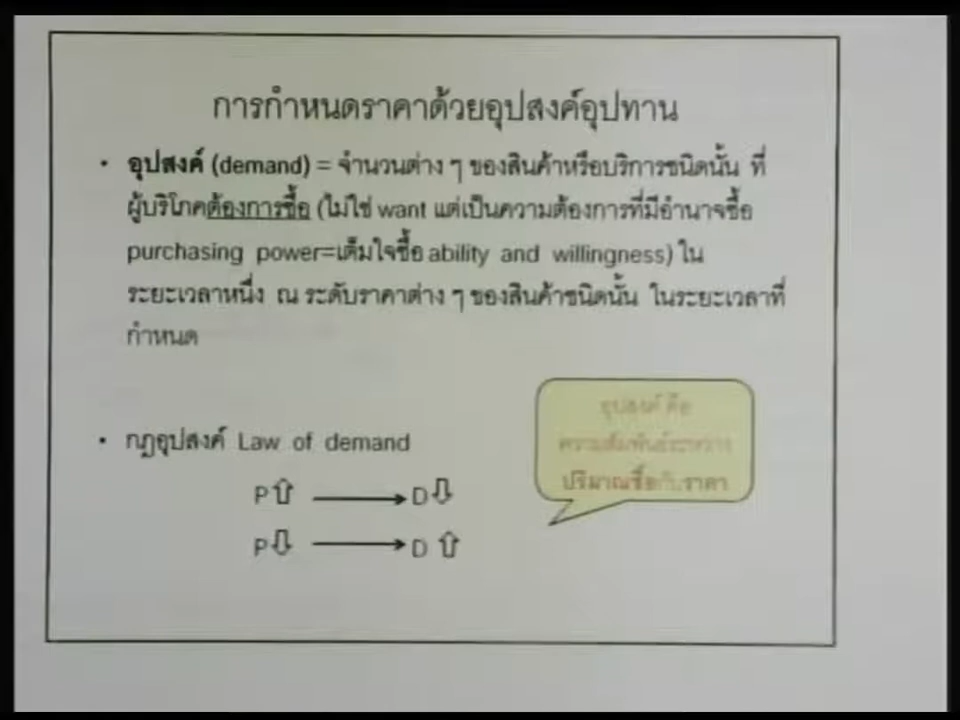 การกำหนดราคาด้วยอุปสงค์อุปทาน
• อุปสงค์ (demand) = จำนวนต่าง ๆ ของสินค้าหรือบริการชนิดนั้น ที่
ผู้บริโภคต้องการซื้อ (ไม่ใช่ want แต่เป็นความต้องการที่มีอำนาจซื้อ
purchasing power=เต็มใจซื้อ ability and willingness) ใน
ระยะเวลาหนึ่ง ณ ระดับราคาต่าง ๆ ของสินค้าชนิดนั้น ในระยะเวลาที่
กำหนด
อุปสงค์ คือ
ความสัมพันธ์ระหว่าง
ปริมาณซื้อกับราคา
• กฎอุปสงค์ Law of demand
P⇧ → D⇩
P⇩ → D⇧